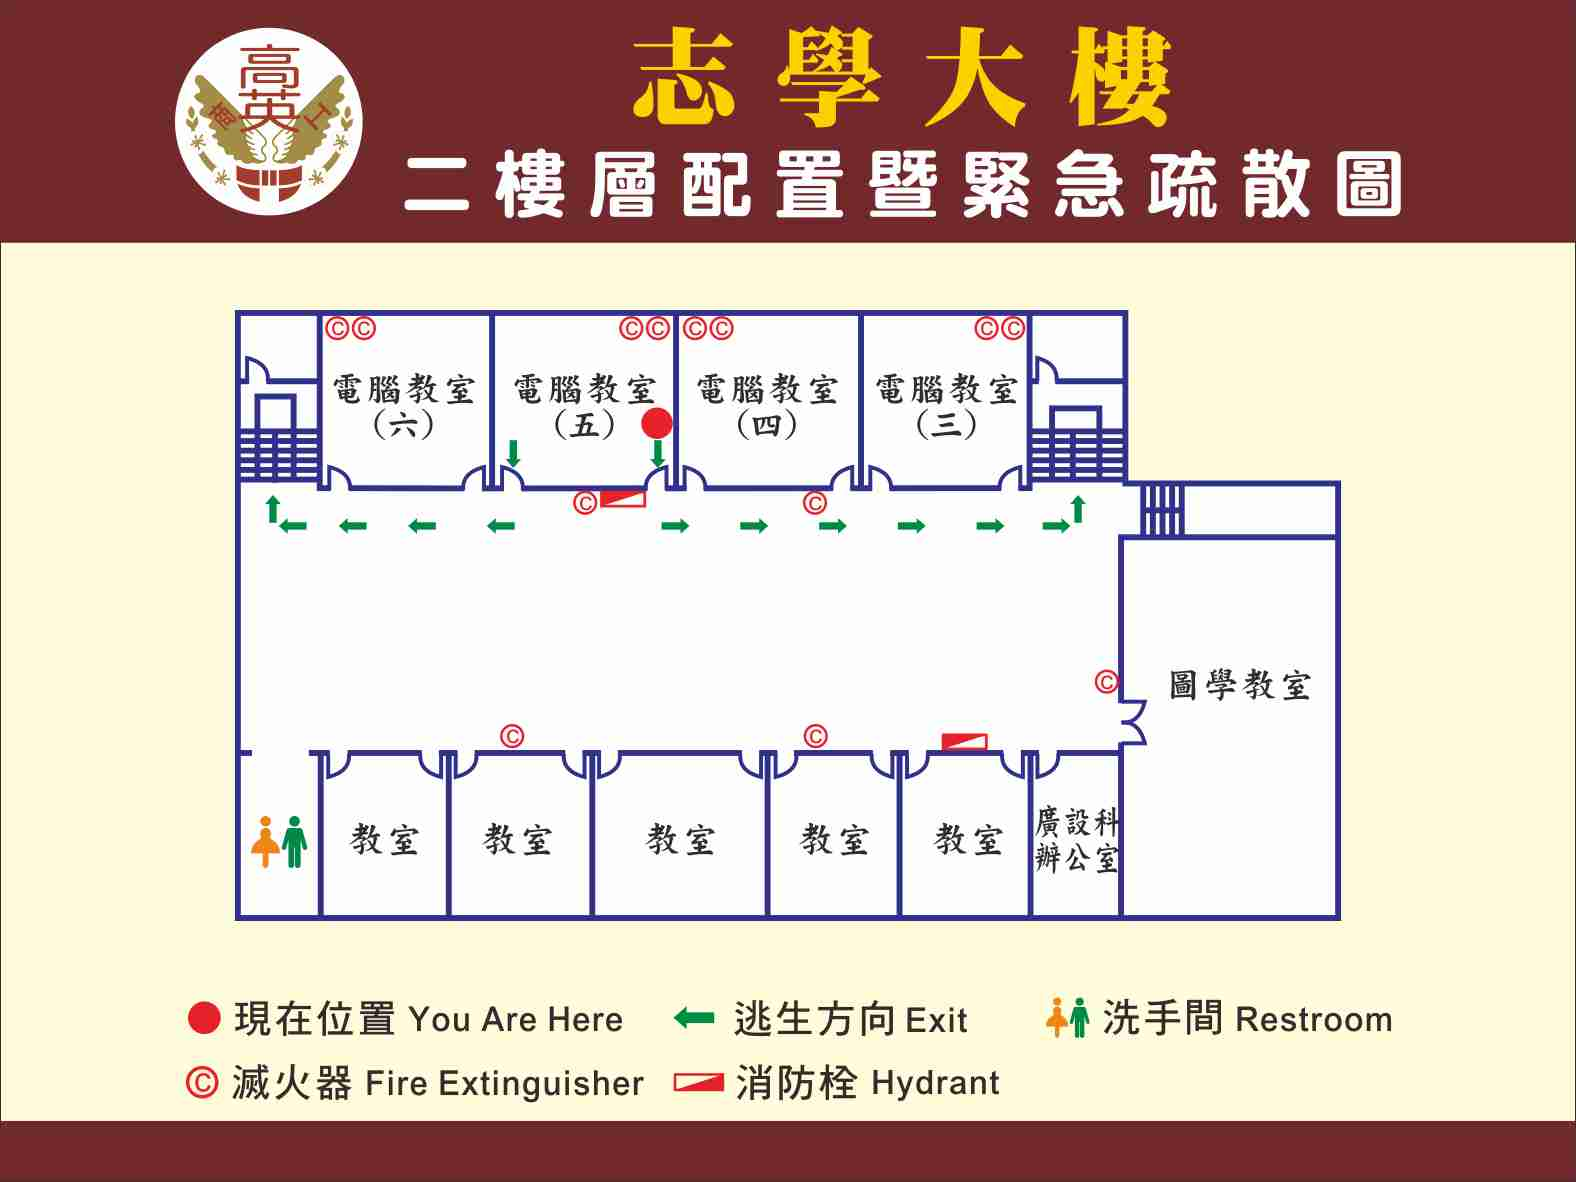 高英
商工
志學大樓
二樓層配置暨緊急疏散圖
電腦教室
(六)
電腦教室
(五)
電腦教室
(四)
電腦教室
(三)
圖學教室
教室
教室
教室
教室
教室
廣設科
辦公室
現在位置 You Are Here
逃生方向 Exit
洗手間 Restroom
滅火器 Fire Extinguisher
消防栓 Hydrant